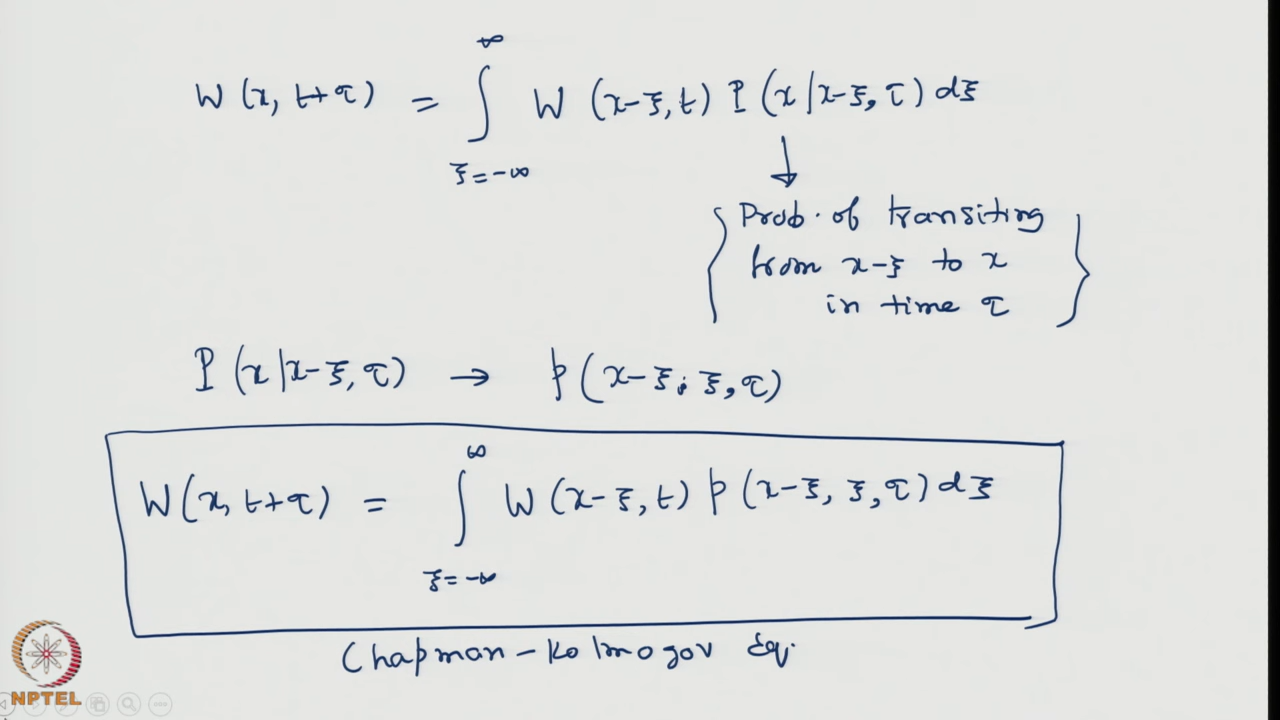 W (x, t+τ) = ∫_{ξ=-∞}^{∞} W (x-ξ, t) P (x | x-ξ, τ) dξ
↓
{ Prob. of transiting
from x-ξ to x
in time τ }
P (x | x-ξ, τ) → p (x-ξ; ξ, τ)
W(x, t+τ) = ∫_{ξ=-∞}^{∞} W (x-ξ, t) p (x-ξ, ξ, τ) dξ
Chapman-Kolmogov Eq.
NPTEL